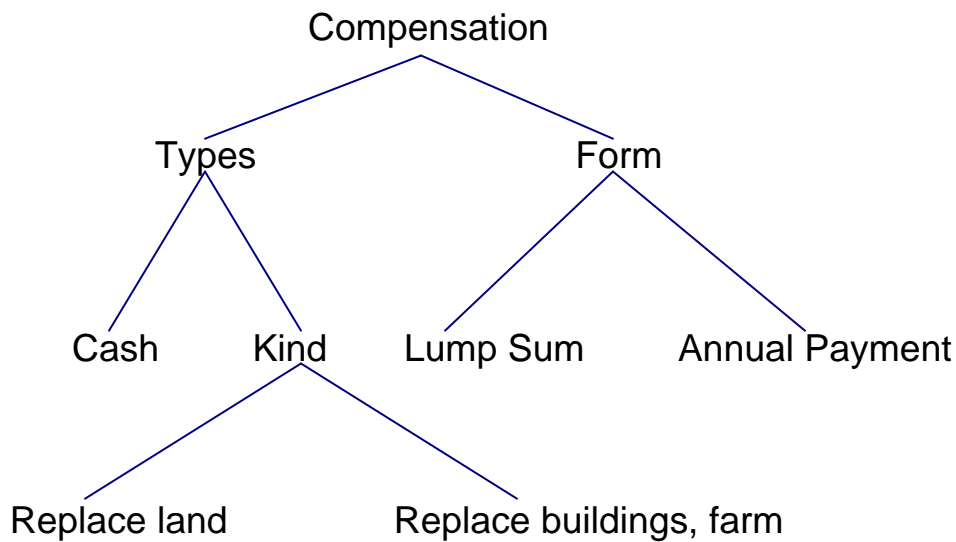 Compensation
Types
Form
Cash
Kind
Lump Sum
Annual Payment
Replace land
Replace buildings, farm